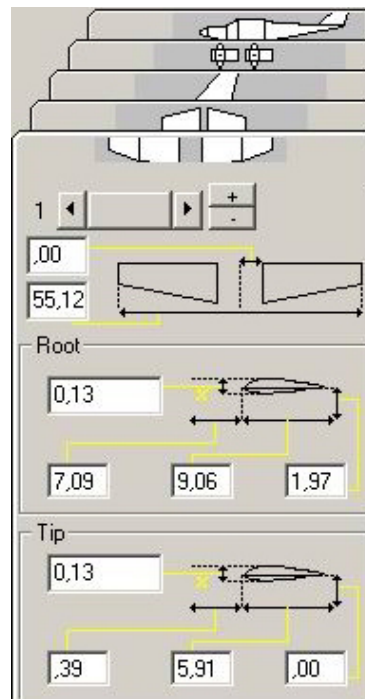 1 + -
,00
55,12
Root
0,13 %
7,09 9,06 1,97
Tip
0,13 %
,39 5,91 ,00